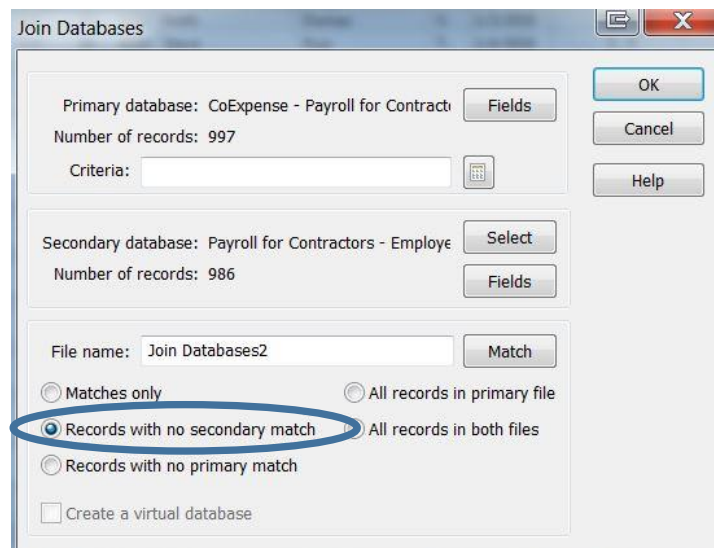 Join Databases
X
OK
Primary database: CoExpense - Payroll for Contract Fields
Number of records: 997
Cancel
Criteria:
Help
Secondary database: Payroll for Contractors - Employe Select
Number of records: 986
Fields
File name: Join Databases2 Match
Matches only All records in primary file
Records with no secondary match All records in both files
Records with no primary match
Create a virtual database